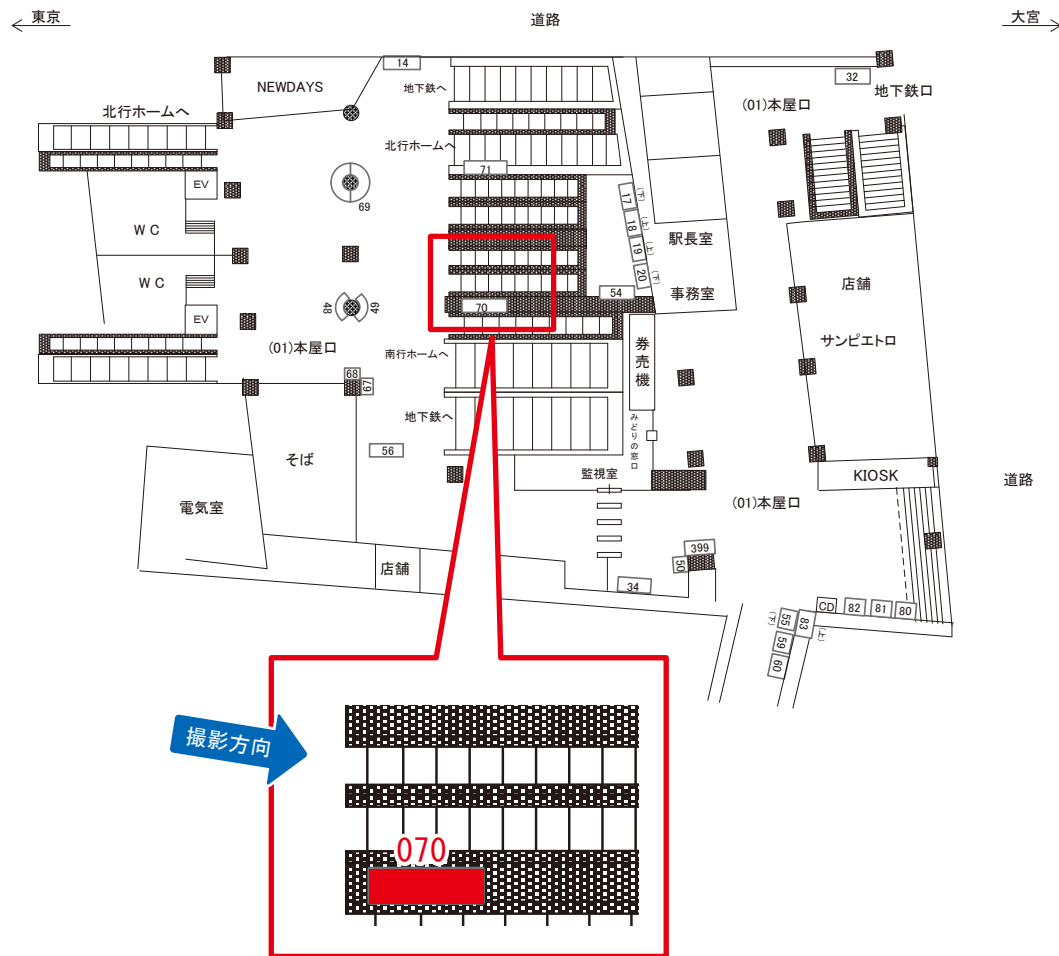 東京
道路
大宮
NEWDAYS
14
地下鉄へ
32
地下鉄口
(01)本屋口
北行ホームへ
北行ホームへ
71
EV
69
17
(下)
18
(上)
19
(上)
20
(下)
駅長室
ＷＣ
ＷＣ
店舗
事務室
54
70
EV
48
49
サンピエトロ
(01)本屋口
南行ホームへ
券売機
68
67
地下鉄へ
みどりの窓口
そば
56
監視室
KIOSK
道路
電気室
(01)本屋口
399
50
店舗
34
CD
82
81
80
55
(下)
83
(上)
59
60
撮影方向
070